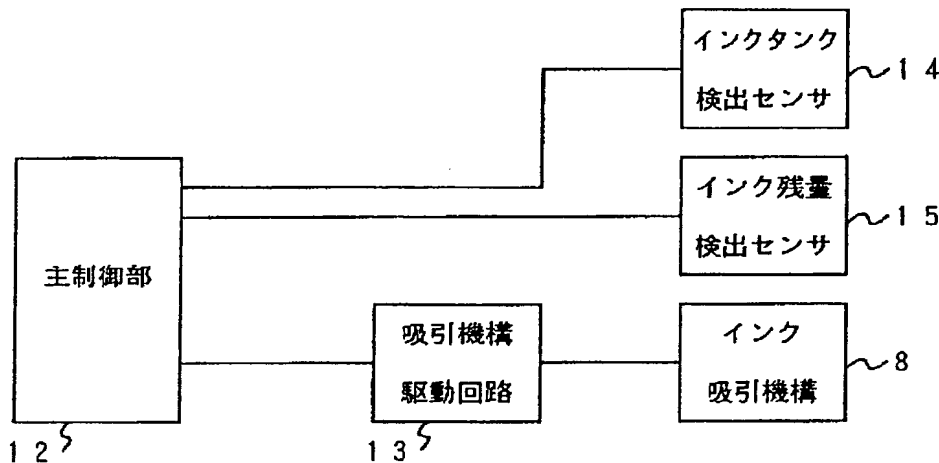 インクタンク
検出センサ
14
インク残量
検出センサ
15
主制御部
12
吸引機構
駆動回路
13
インク
吸引機構
8